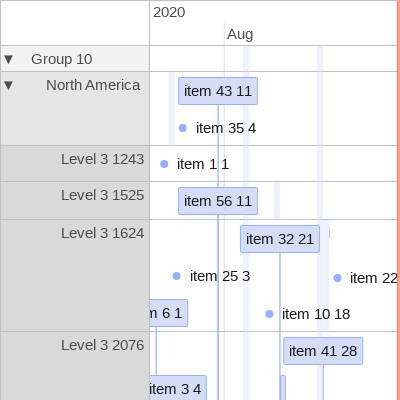 2020
Aug
▼ Group 10
▼ North America
item 43 11
item 35 4
Level 3 1243
item 1 1
Level 3 1525
item 56 11
Level 3 1624
item 32 21
item 25 3
item 22
m 6 1
item 10 18
Level 3 2076
item 41 28
item 3 4